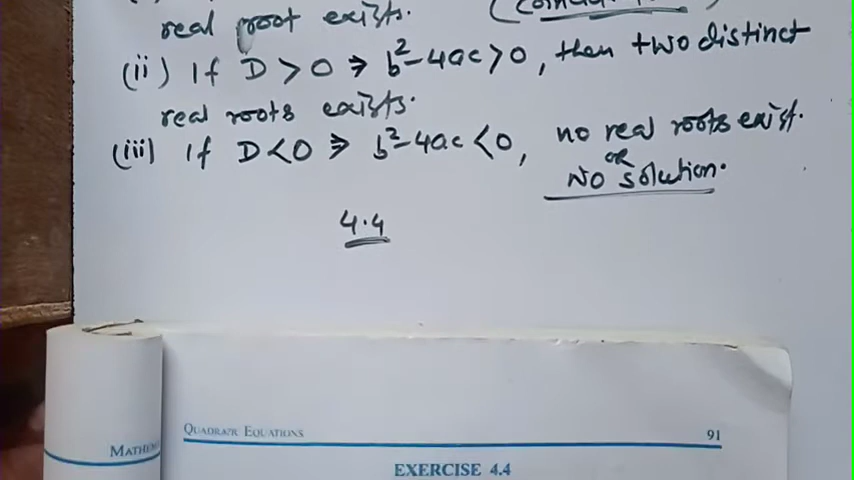 real root exists.
(ii) If D > 0 ⇒ b²-4ac > 0, then two distinct
real roots exists.
(iii) If D < 0 ⇒ b²-4ac < 0, no real roots exist.
OR
No solution.
4.4
QUADRATIC EQUATIONS 91
EXERCISE 4.4